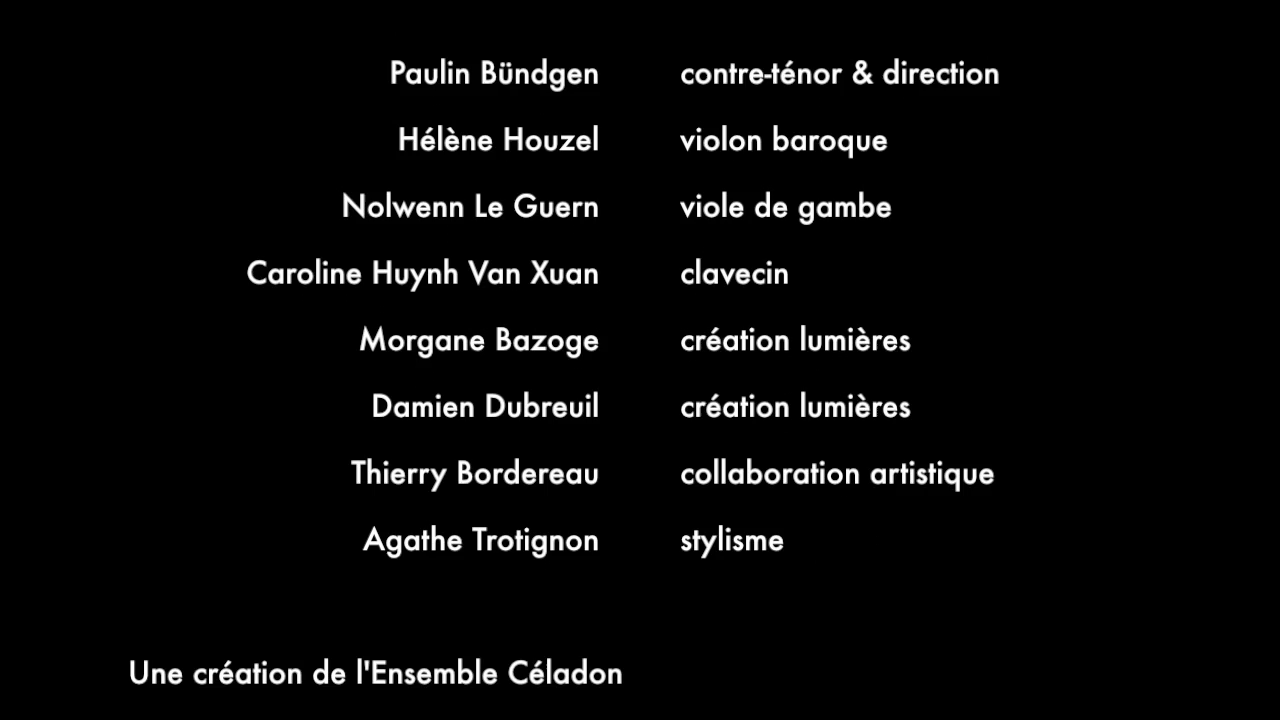 Paulin Bündgen contre-ténor & direction
Hélène Houzel violon baroque
Nolwenn Le Guern viole de gambe
Caroline Huynh Van Xuan clavecin
Morgane Bazoge création lumières
Damien Dubreuil création lumières
Thierry Bordereau collaboration artistique
Agathe Trotignon stylisme
Une création de l'Ensemble Céladon